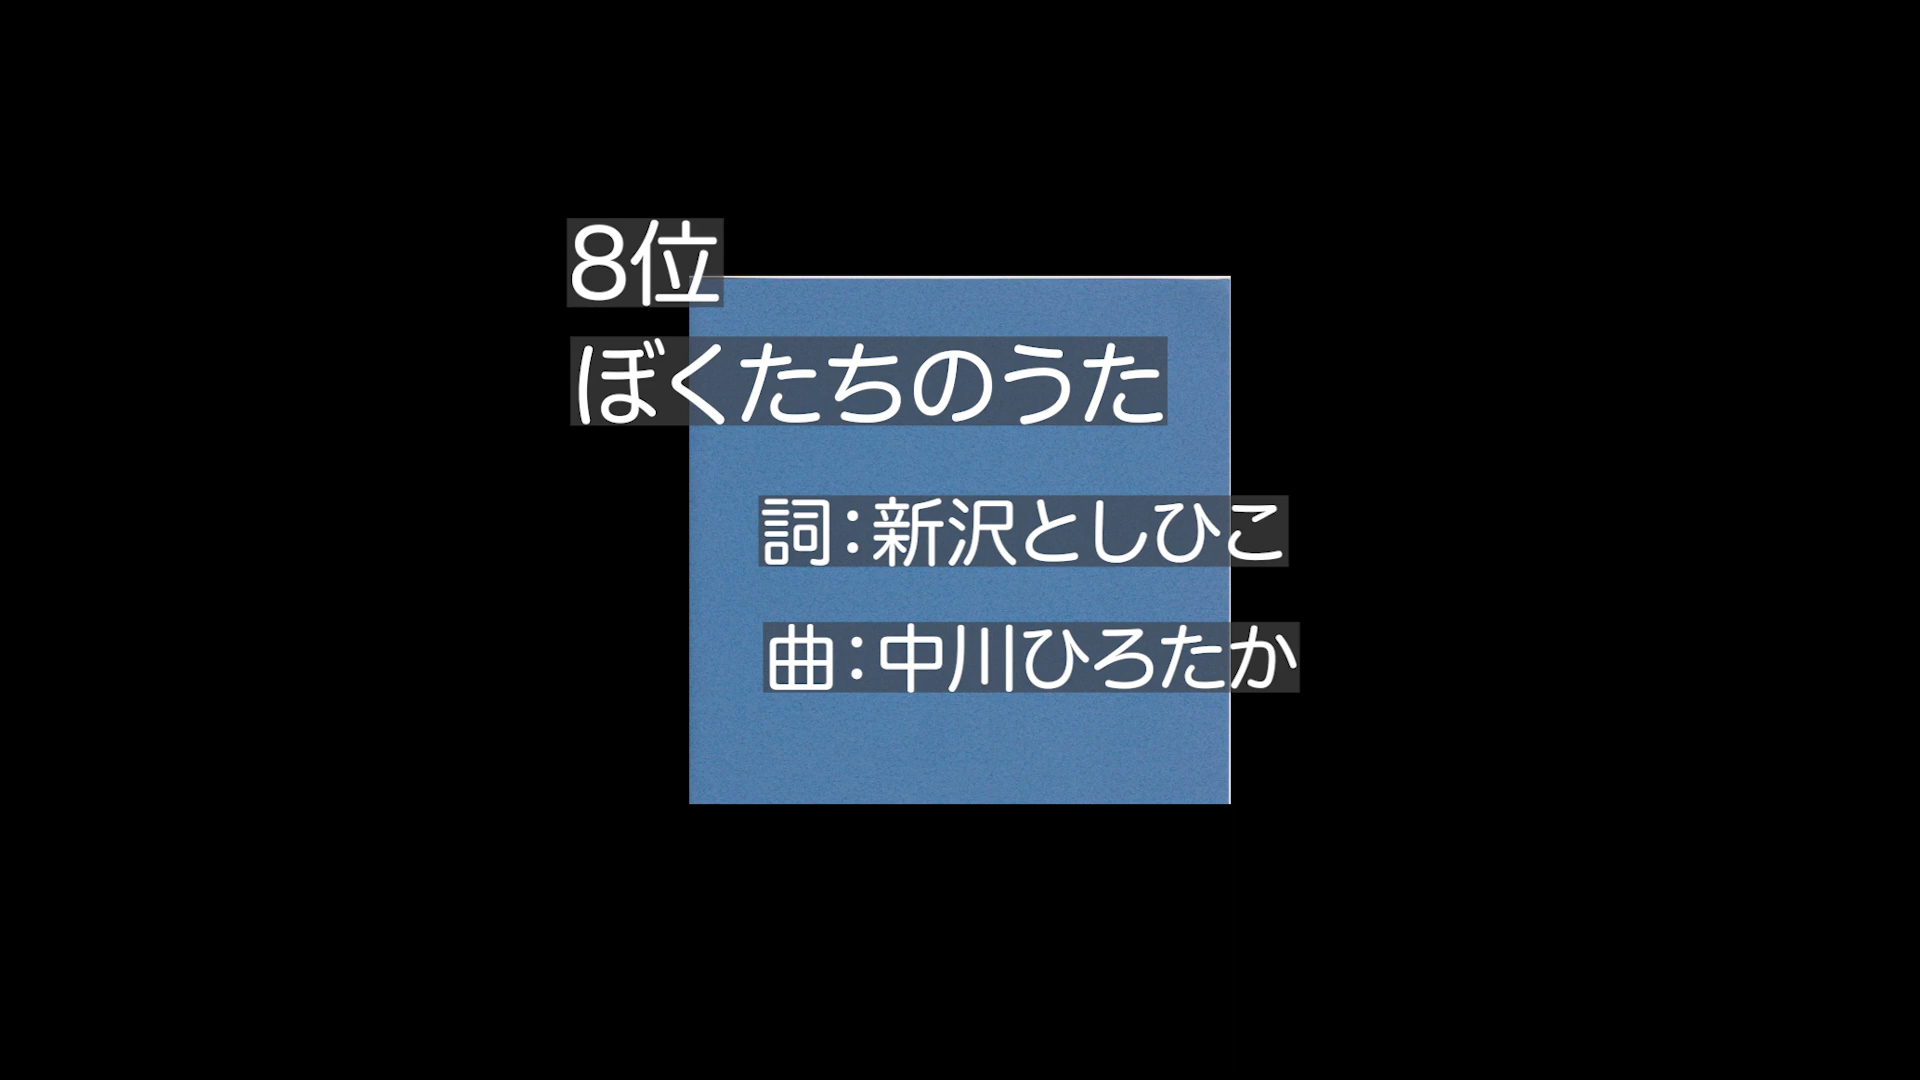 8位
ぼくたちのうた
詞：新沢としひこ
曲：中川ひろたか